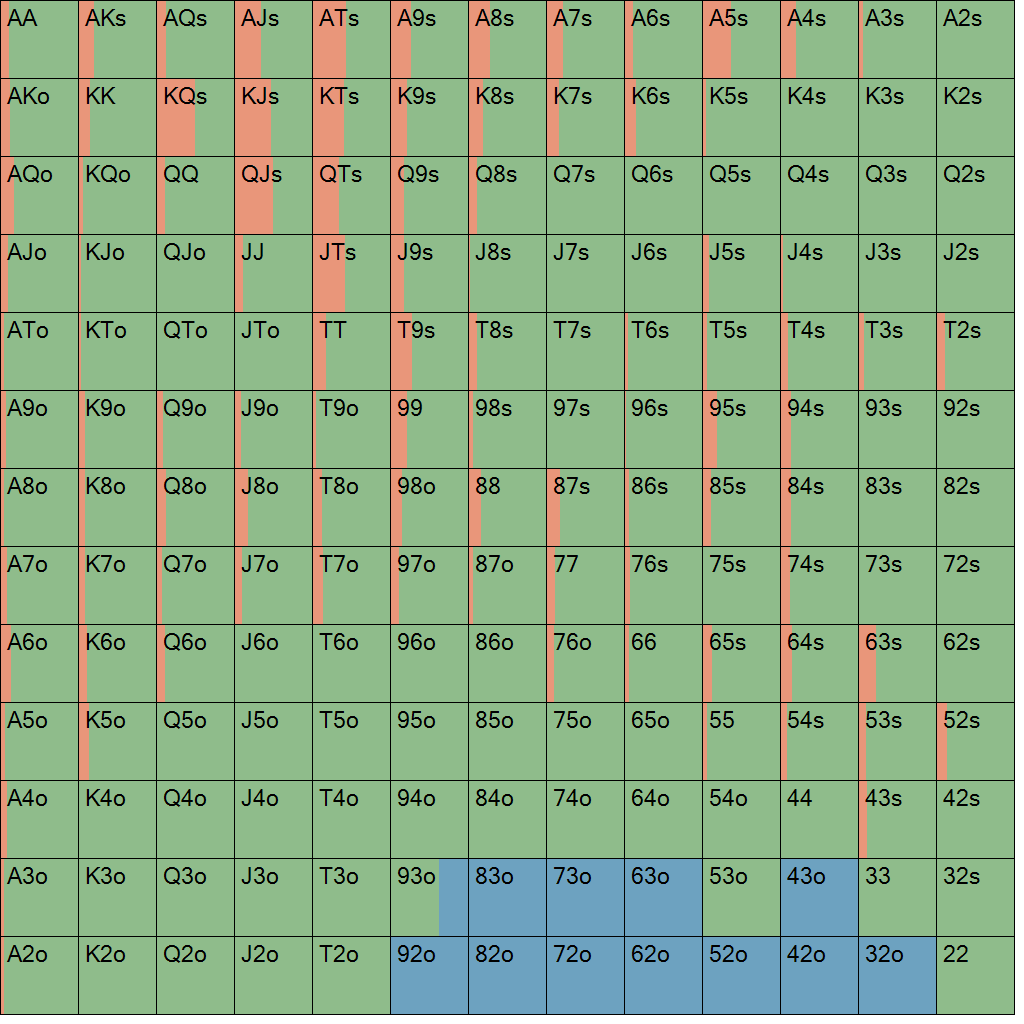 AA AKs AQs AJs ATs A9s A8s A7s A6s A5s A4s A3s A2s
AKo KK KQs KJs KTs K9s K8s K7s K6s K5s K4s K3s K2s
AQo KQo QQ QJs QTs Q9s Q8s Q7s Q6s Q5s Q4s Q3s Q2s
AJo KJo QJo JJ JTs J9s J8s J7s J6s J5s J4s J3s J2s
ATo KTo QTo JTo TT T9s T8s T7s T6s T5s T4s T3s T2s
A9o K9o Q9o J9o T9o 99 98s 97s 96s 95s 94s 93s 92s
A8o K8o Q8o J8o T8o 98o 88 87s 86s 85s 84s 83s 82s
A7o K7o Q7o J7o T7o 97o 87o 77 76s 75s 74s 73s 72s
A6o K6o Q6o J6o T6o 96o 86o 76o 66 65s 64s 63s 62s
A5o K5o Q5o J5o T5o 95o 85o 75o 65o 55 54s 53s 52s
A4o K4o Q4o J4o T4o 94o 84o 74o 64o 54o 44 43s 42s
A3o K3o Q3o J3o T3o 93o 83o 73o 63o 53o 43o 33 32s
A2o K2o Q2o J2o T2o 92o 82o 72o 62o 52o 42o 32o 22